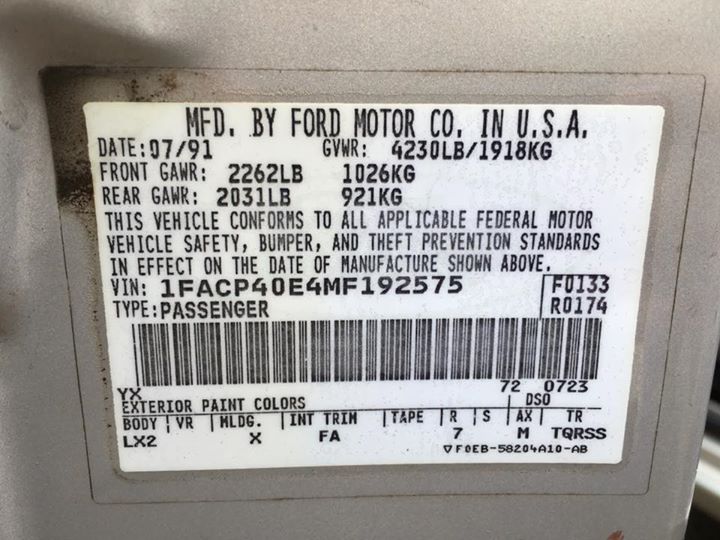 MFD. BY FORD MOTOR CO. IN U.S.A.
DATE:07/91 GVWR: 4230LB/1918KG
FRONT GAWR: 2262LB 1026KG
REAR GAWR: 2031LB 921KG
THIS VEHICLE CONFORMS TO ALL APPLICABLE FEDERAL MOTOR
VEHICLE SAFETY, BUMPER, AND THEFT PREVENTION STANDARDS
IN EFFECT ON THE DATE OF MANUFACTURE SHOWN ABOVE.
VIN: 1FACP40E4MF192575 F0133
TYPE:PASSENGER R0174
YX 72 0723
EXTERIOR PAINT COLORS DSO
BODY VR MLDG. INT TRIM TAPE R S AX TR
LX2 X FA 7 M TQRSS
▽F0EB-58204A10-AB